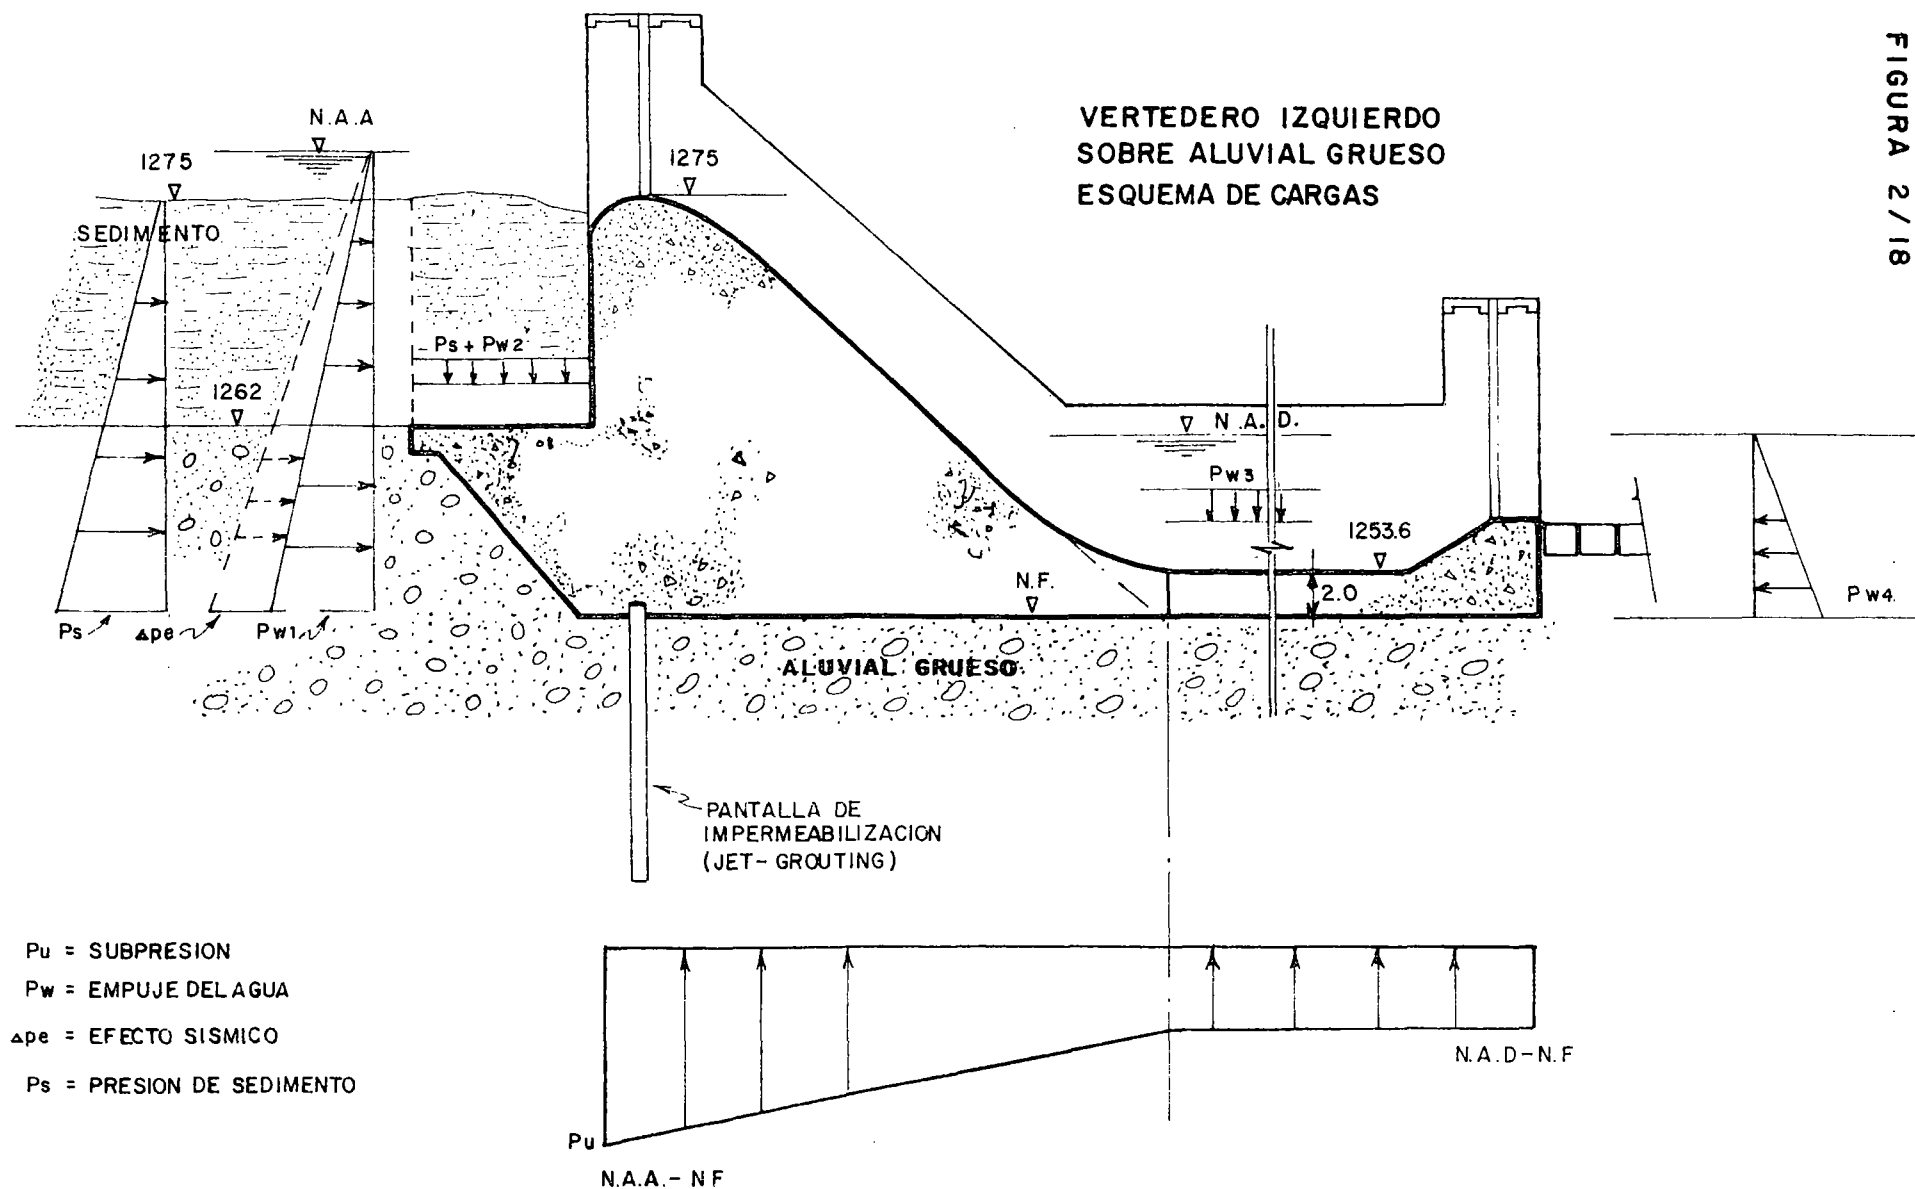 FIGURA 2/18
VERTEDERO IZQUIERDO
SOBRE ALUVIAL GRUESO
ESQUEMA DE CARGAS
N.A.A
1275
1275
SEDIMENTO
Ps + Pw2
1262
N.A.D.
Pw3
1253.6
N.F.
2.0
Ps
Δpe
Pw1
Pw4
ALUVIAL GRUESO
PANTALLA DE
IMPERMEABILIZACION
(JET-GROUTING)
Pu = SUBPRESION
Pw = EMPUJE DEL AGUA
Δpe = EFECTO SISMICO
Ps = PRESION DE SEDIMENTO
N.A.D-N.F
Pu
N.A.A.- NF